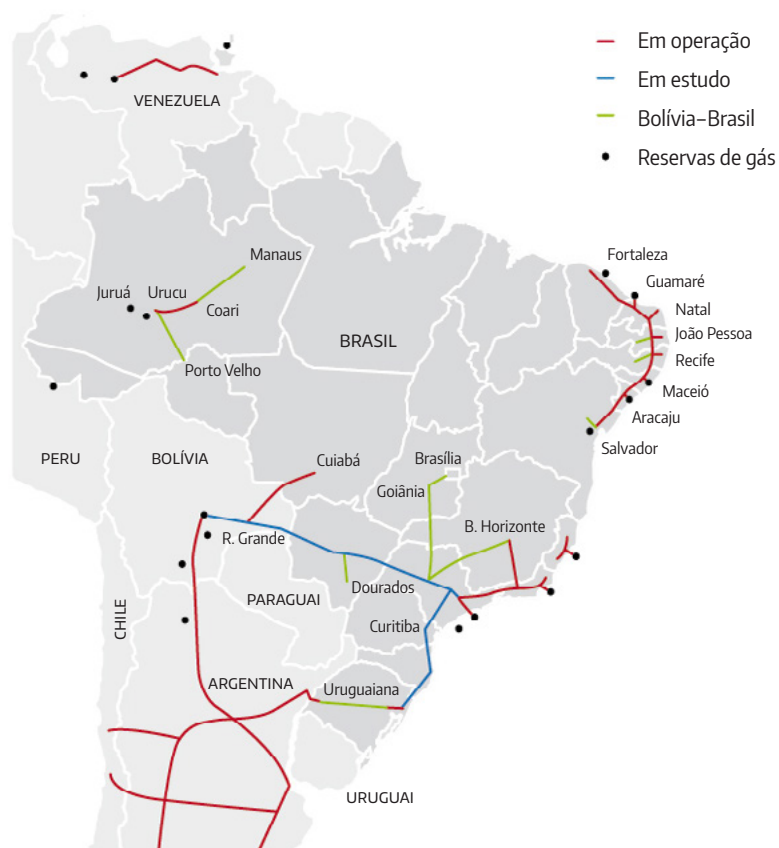 Em operação
Em estudo
Bolívia–Brasil
Reservas de gás
VENEZUELA
Fortaleza
Manaus
Guamaré
Juruá
Urucu
Coari
Natal
João Pessoa
BRASIL
Recife
Porto Velho
Maceió
Aracaju
Salvador
PERU
BOLÍVIA
Cuiabá
Brasília
Goiânia
B. Horizonte
R. Grande
Dourados
PARAGUAI
CHILE
Curitiba
ARGENTINA
Uruguaiana
URUGUAI